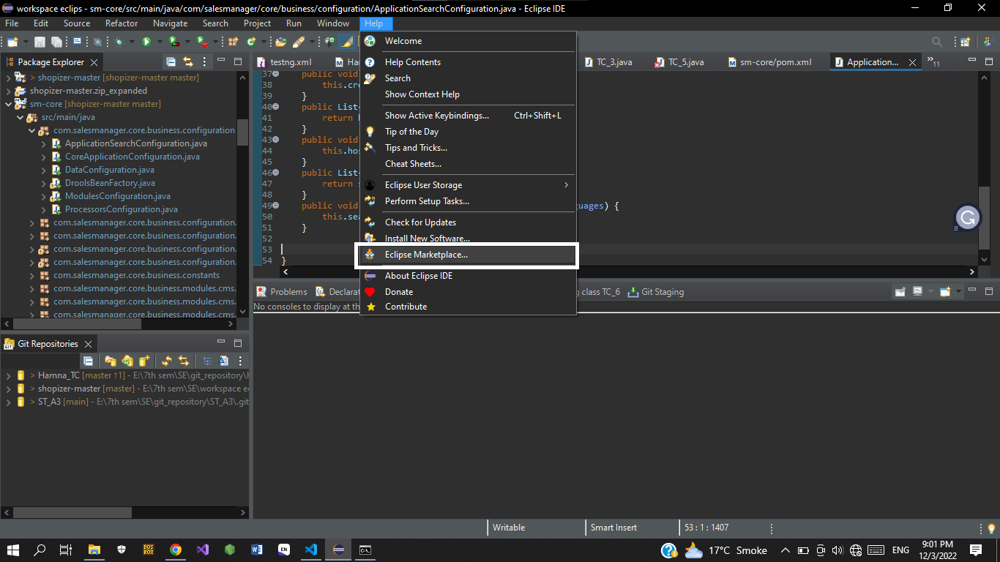 workspace eclips - sm-core/src/main/java/com/salesmanager/core/business/configuration/ApplicationSearchConfiguration.java - Eclipse IDE
File Edit Source Refactor Navigate Search Project Run Window Help
Package Explorer
> shopizer-master [shopizer-master master]
shopizer-master.zip_expanded
sm-core [shopizer-master master]
src/main/java
com.salesmanager.core.business.configuration
ApplicationSearchConfiguration.java
CoreApplicationConfiguration.java
DataConfiguration.java
DroolsBeanFactory.java
ModulesConfiguration.java
ProcessorsConfiguration.java
com.salesmanager.core.business.configuration.
com.salesmanager.core.business.configuration.
com.salesmanager.core.business.configuration.
com.salesmanager.core.business.configuration.
com.salesmanager.core.business.constants
com.salesmanager.core.business.modules.cms.
com.salesmanager.core.business.modules.cms.
com.salesmanager.core.business.modules.cms.
Git Repositories
> Hamna_TC [master ↑1] - E:\7th sem\SE\git_repository\
> shopizer-master [master] - E:\7th sem\SE\workspace ec
> ST_A3 [main] - E:\7th sem\SE\git_repository\ST_A3\.git
testng.xml TC_3.java TC_5.java sm-core/pom.xml Application... »11
37 public void
38 this.cre
39 }
40 public List
41 return
42 }
43 public void
44 this.hos
45 }
46 public List
47 return s
48 }
49 public void guages) {
50 this.sea
51 }
52
53
54 }
Welcome
Help Contents
Search
Show Context Help
Show Active Keybindings... Ctrl+Shift+L
Tip of the Day
Tips and Tricks...
Cheat Sheets...
Eclipse User Storage
Perform Setup Tasks...
Check for Updates
Install New Software...
Eclipse Marketplace...
About Eclipse IDE
Donate
Contribute
G
Problems Declarat class TC_6 Git Staging
No consoles to display at th
Writable Smart Insert 53 : 1 : 1407
DOS BOX EN 17°C Smoke ENG 9:01 PM
12/3/2022